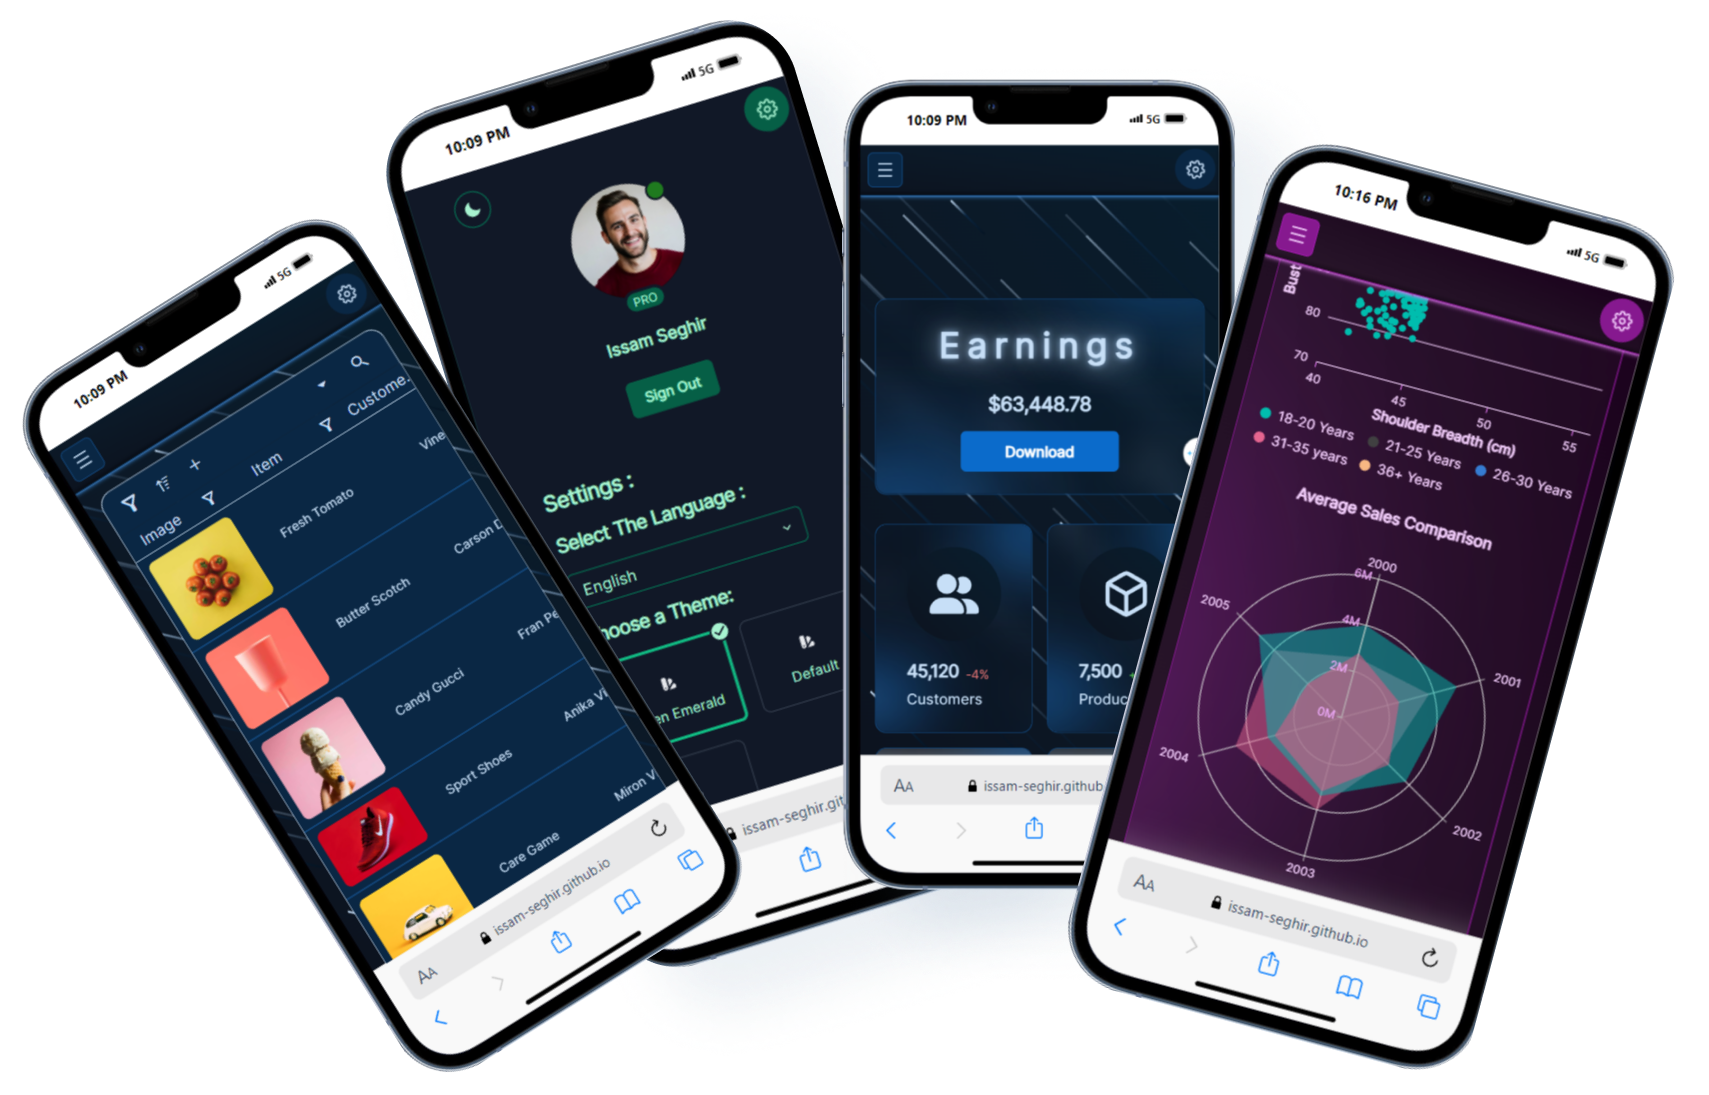 10:09 PM
5G
Image
Item
Custome..
Fresh Tomato
Vine
Butter Scotch
Carson D
Candy Gucci
Fran Pe
Sport Shoes
Anika Vi
Care Game
Miron V
AA
issam-seghir.github.io
10:09 PM
5G
PRO
Issam Seghir
Sign Out
Settings :
Select The Language :
English
hoose a Theme:
en Emerald
Default
issam-seghir.git
10:09 PM
5G
Earnings
$63,448.78
Download
45,120 -4%
Customers
7,500
Produc
AA
issam-seghir.github
10:16 PM
5G
Bust
80
70
40
45
50
55
Shoulder Breadth (cm)
18-20 Years
21-25 Years
26-30 Years
31-35 years
36+ Years
Average Sales Comparison
2000
6M
4M
2M
0M
2001
2002
2003
2004
2005
AA
issam-seghir.github.io